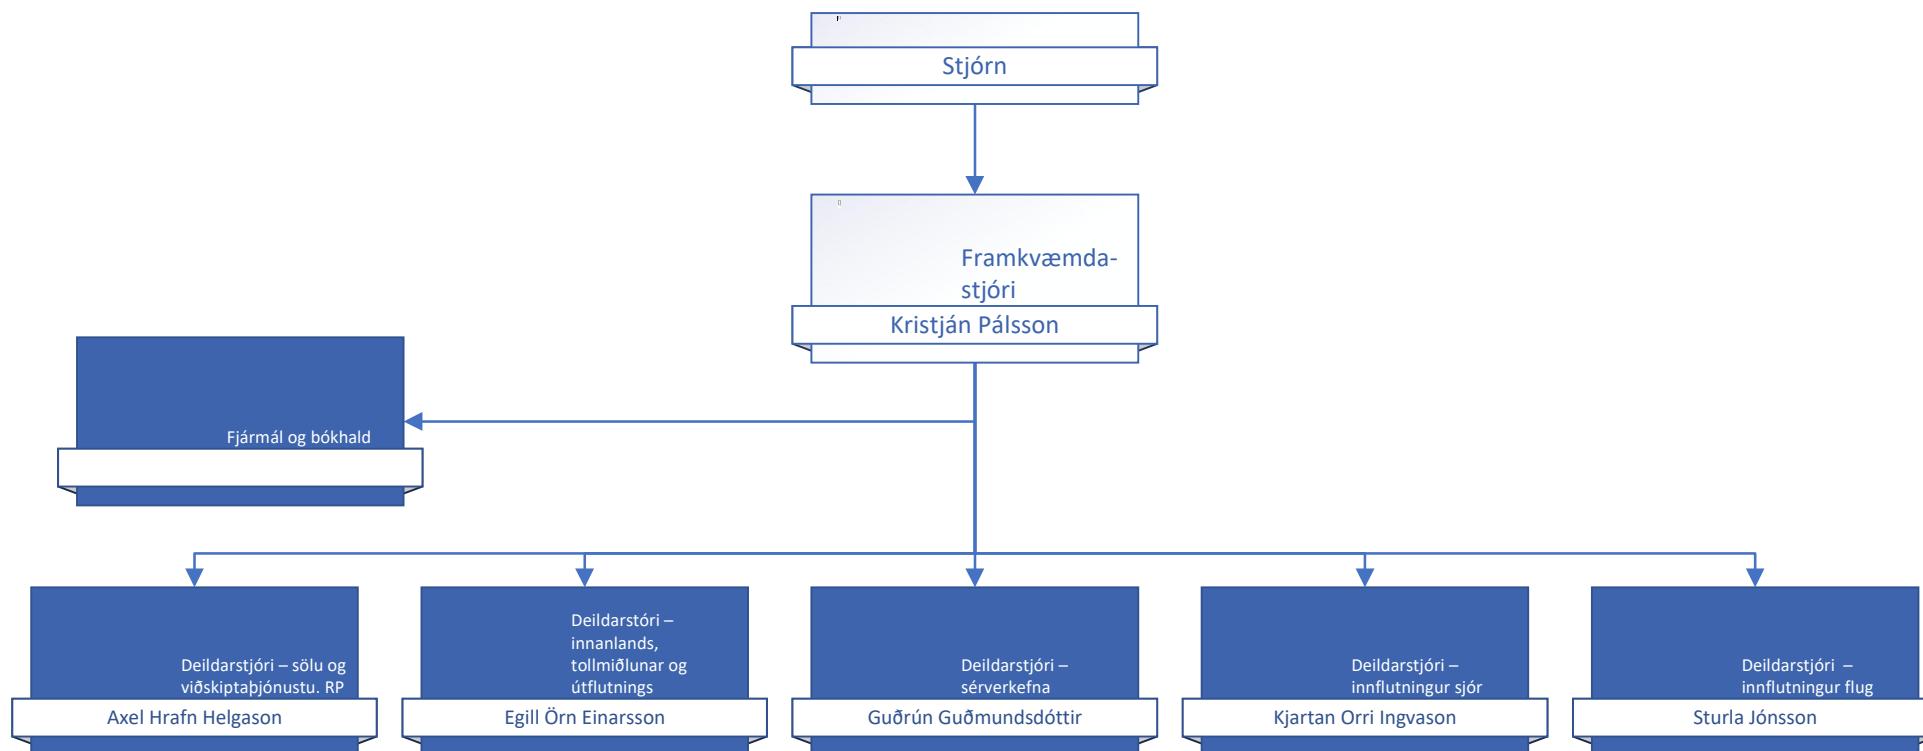 Stjórn
Framkvæmda-
stjóri
Kristján Pálsson
Fjármál og bókhald
Deildarstjóri – sölu og
viðskiptaþjónustu. RP
Axel Hrafn Helgason
Deildarstóri –
innanlands,
tollmiðlunar og
útflutnings
Egill Örn Einarsson
Deildarstjóri –
sérverkefna
Guðrún Guðmundsdóttir
Deildarstjóri –
innflutningur sjór
Kjartan Orri Ingvason
Deildarstjóri –
innflutningur flug
Sturla Jónsson